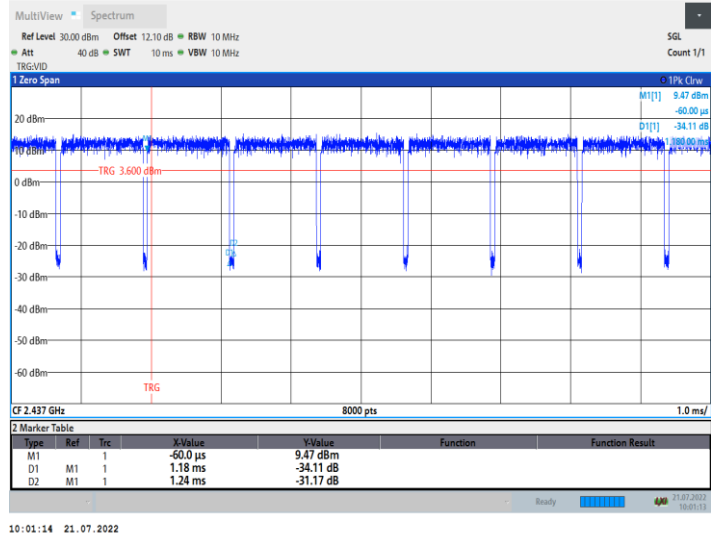 MultiView Spectrum
Ref Level 30.00 dBm Offset 12.10 dB RBW 10 MHz SGL
Att 40 dB SWT 10 ms VBW 10 MHz Count 1/1
TRG:VID
1 Zero Span 1Pk Clrw
M1[1] 9.47 dBm
-60.00 µs
20 dBm
D1[1] -34.11 dB
1.180.00 ms
10 dBm
TRG 3.600 dBm
0 dBm
-10 dBm
-20 dBm
-30 dBm
-40 dBm
-50 dBm
-60 dBm
TRG
CF 2.437 GHz 8000 pts 1.0 ms/
2 Marker Table
Type Ref Trc X-Value Y-Value Function Function Result
M1 1 -60.0 µs 9.47 dBm
D1 M1 1 1.18 ms -34.11 dB
D2 M1 1 1.24 ms -31.17 dB
Ready 21.07.2022
10:01:13
10:01:14 21.07.2022